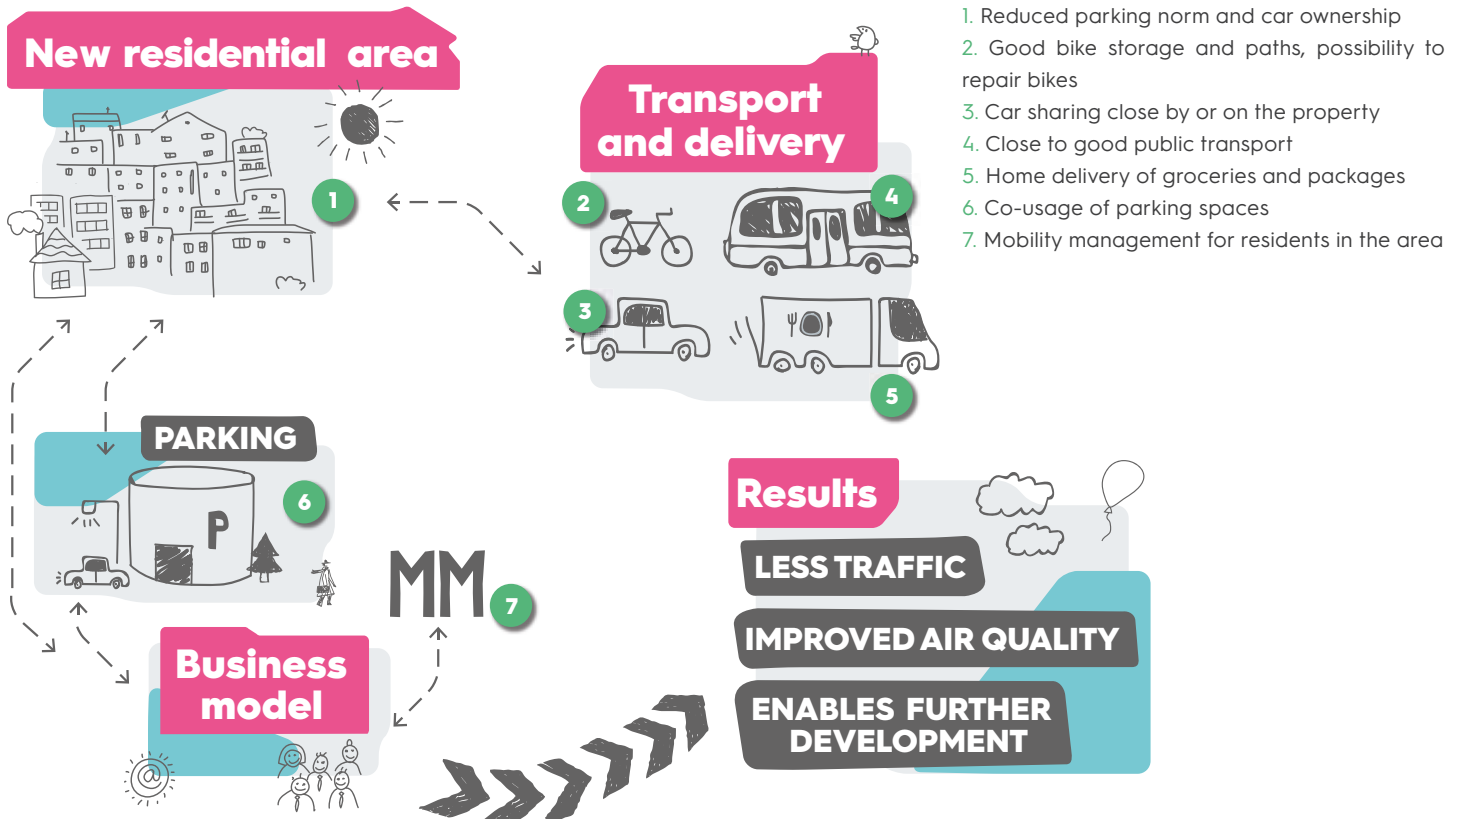 New residential area
1
Transport
and delivery
2
4
3
5
1. Reduced parking norm and car ownership
2. Good bike storage and paths, possibility to
repair bikes
3. Car sharing close by or on the property
4. Close to good public transport
5. Home delivery of groceries and packages
6. Co-usage of parking spaces
7. Mobility management for residents in the area
PARKING
P
6
MM
7
Business
model
@
Results
LESS TRAFFIC
IMPROVED AIR QUALITY
ENABLES FURTHER
DEVELOPMENT